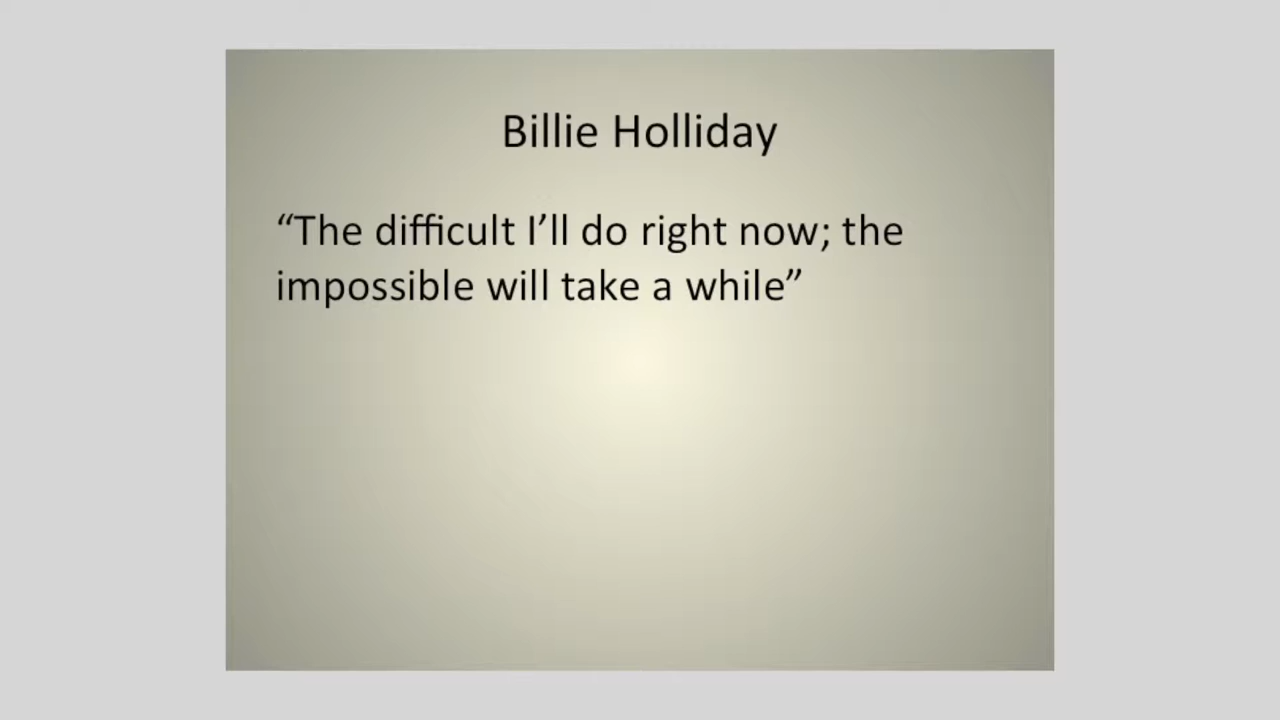 Billie Holliday
“The difficult I’ll do right now; the
impossible will take a while”